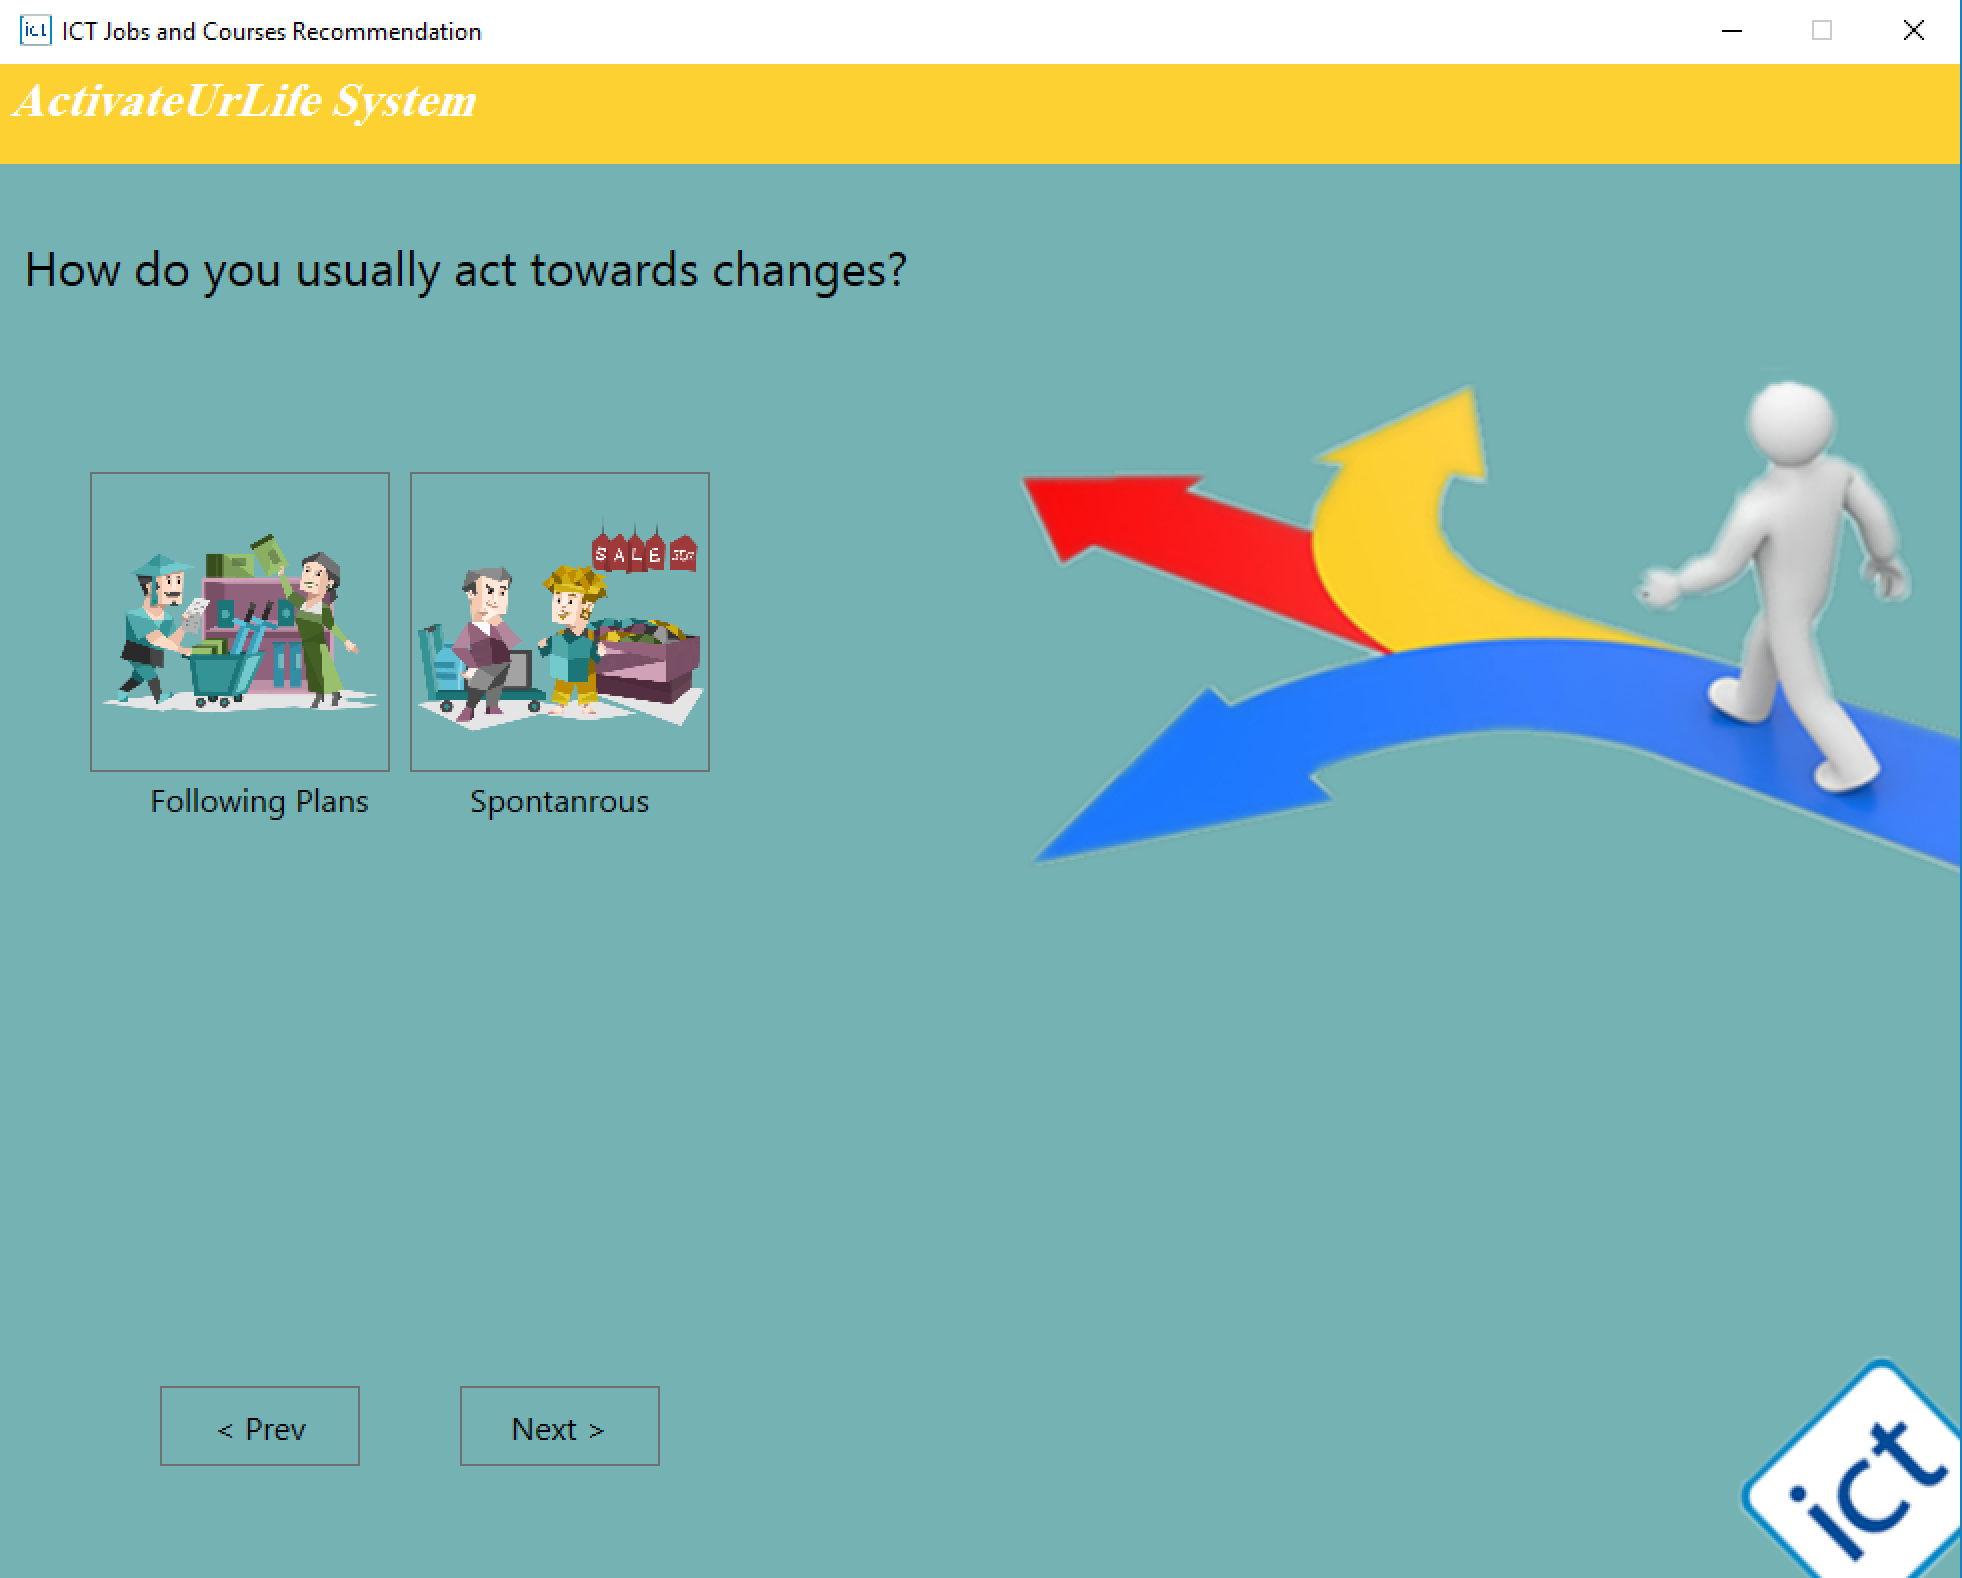 ict ICT Jobs and Courses Recommendation
ActivateUrLife System
How do you usually act towards changes?
SALE
Following Plans
Spontanrous
< Prev
Next >
ict